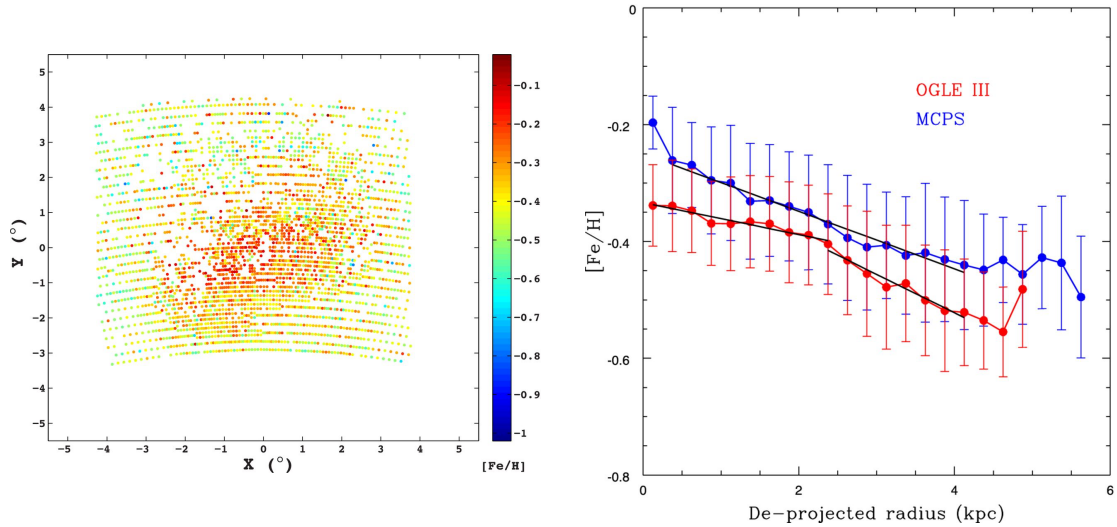 5
4
3
2
1
0
-1
-2
-3
-4
-5
Y (°)
-5 -4 -3 -2 -1 0 1 2 3 4 5
X (°)
-0.1
-0.2
-0.3
-0.4
-0.5
-0.6
-0.7
-0.8
-0.9
-1
[Fe/H]
0
-0.2
-0.4
-0.6
-0.8
[Fe/H]
OGLE III
MCPS
0 2 4 6
De-projected radius (kpc)